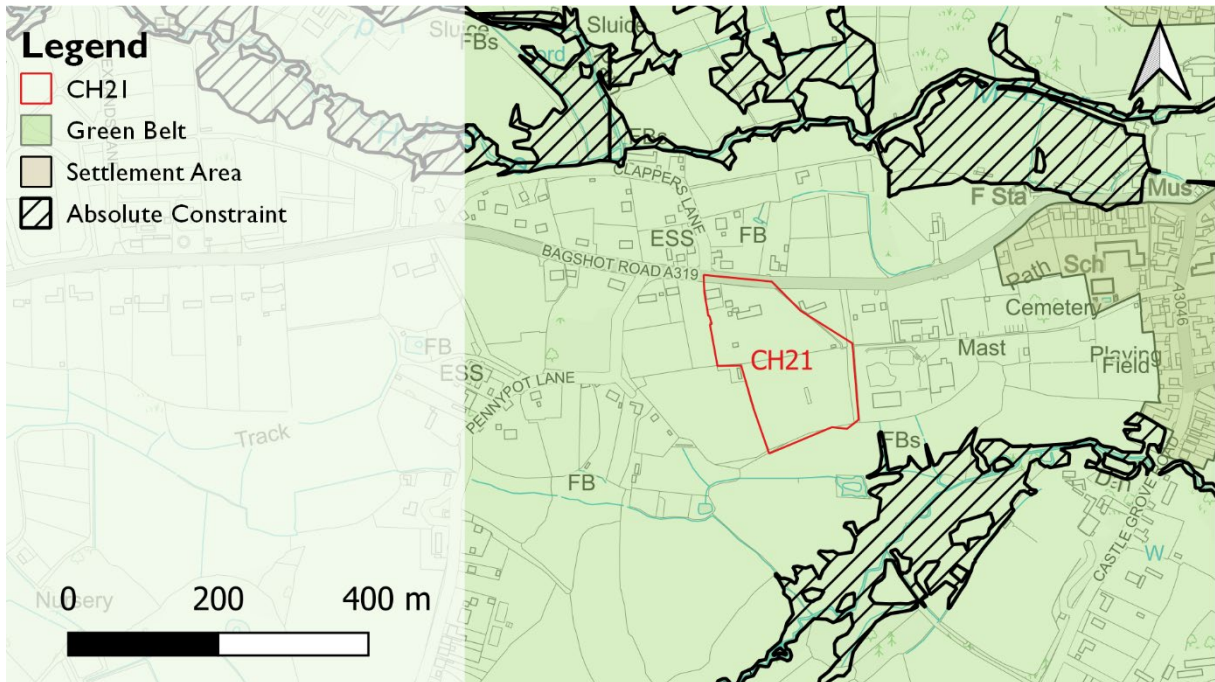 Legend
CH21
Green Belt
Settlement Area
Absolute Constraint
Sluice
FBs
Sluice
FBs
CLAPPERS LANE
F Sta
Mus
ESS
FB
BAGSHOT ROAD A319
Path
Sch
A3046
Cemetery
CH21
Mast
Playing
Field
FB
ESS
PENNYPOT LANE
Track
FBs
FB
CASTLE GROVE
W
Nursery
0 200 400 m